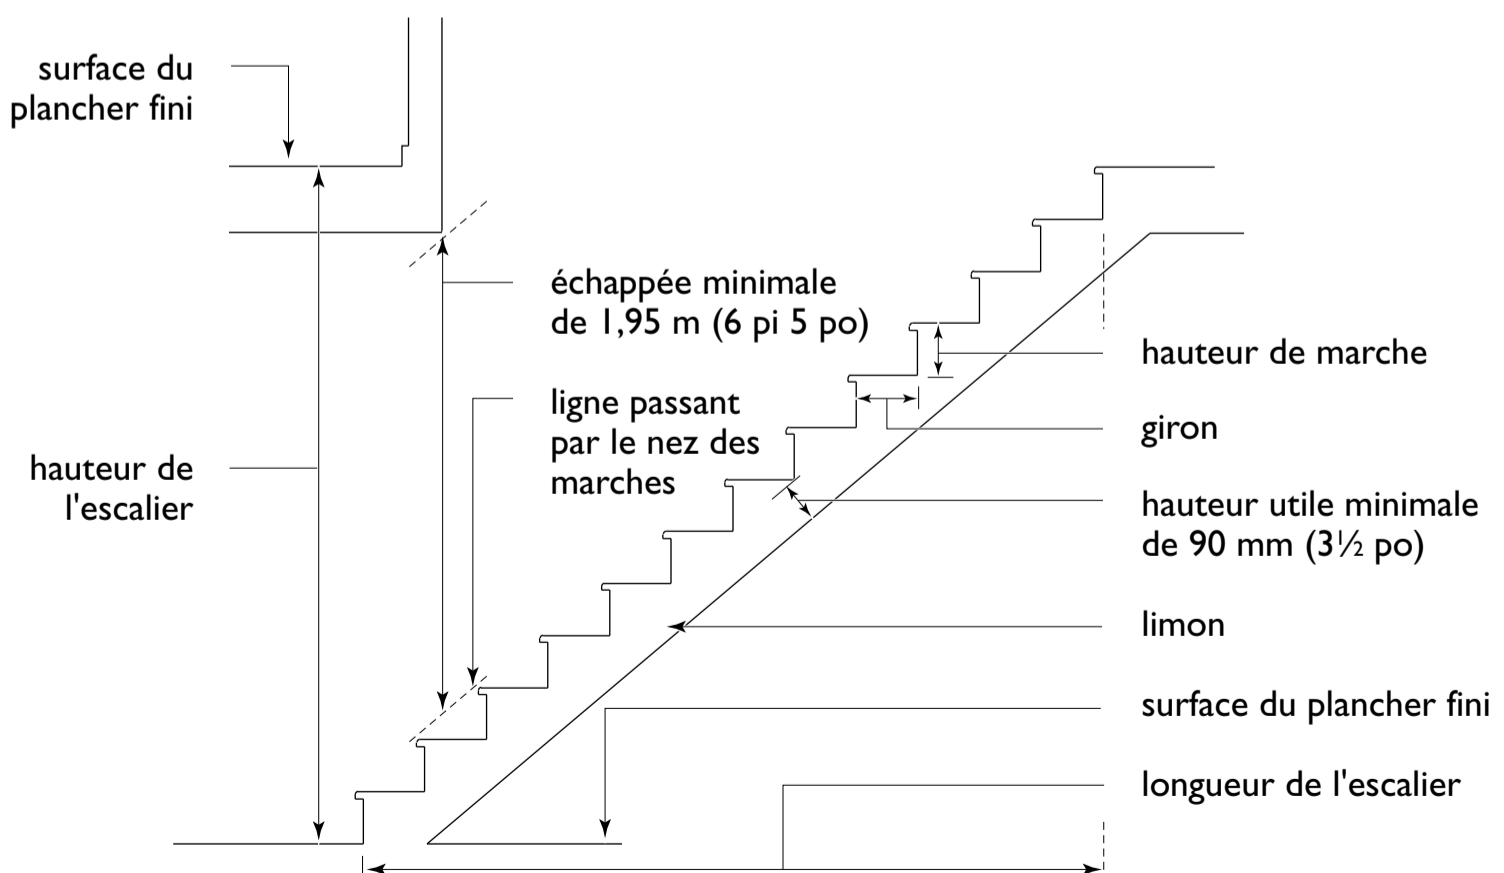 surface du
plancher fini
échappée minimale
de 1,95 m (6 pi 5 po)
ligne passant
par le nez des
marches
hauteur de
l'escalier
hauteur de marche
giron
hauteur utile minimale
de 90 mm (3½ po)
limon
surface du plancher fini
longueur de l'escalier